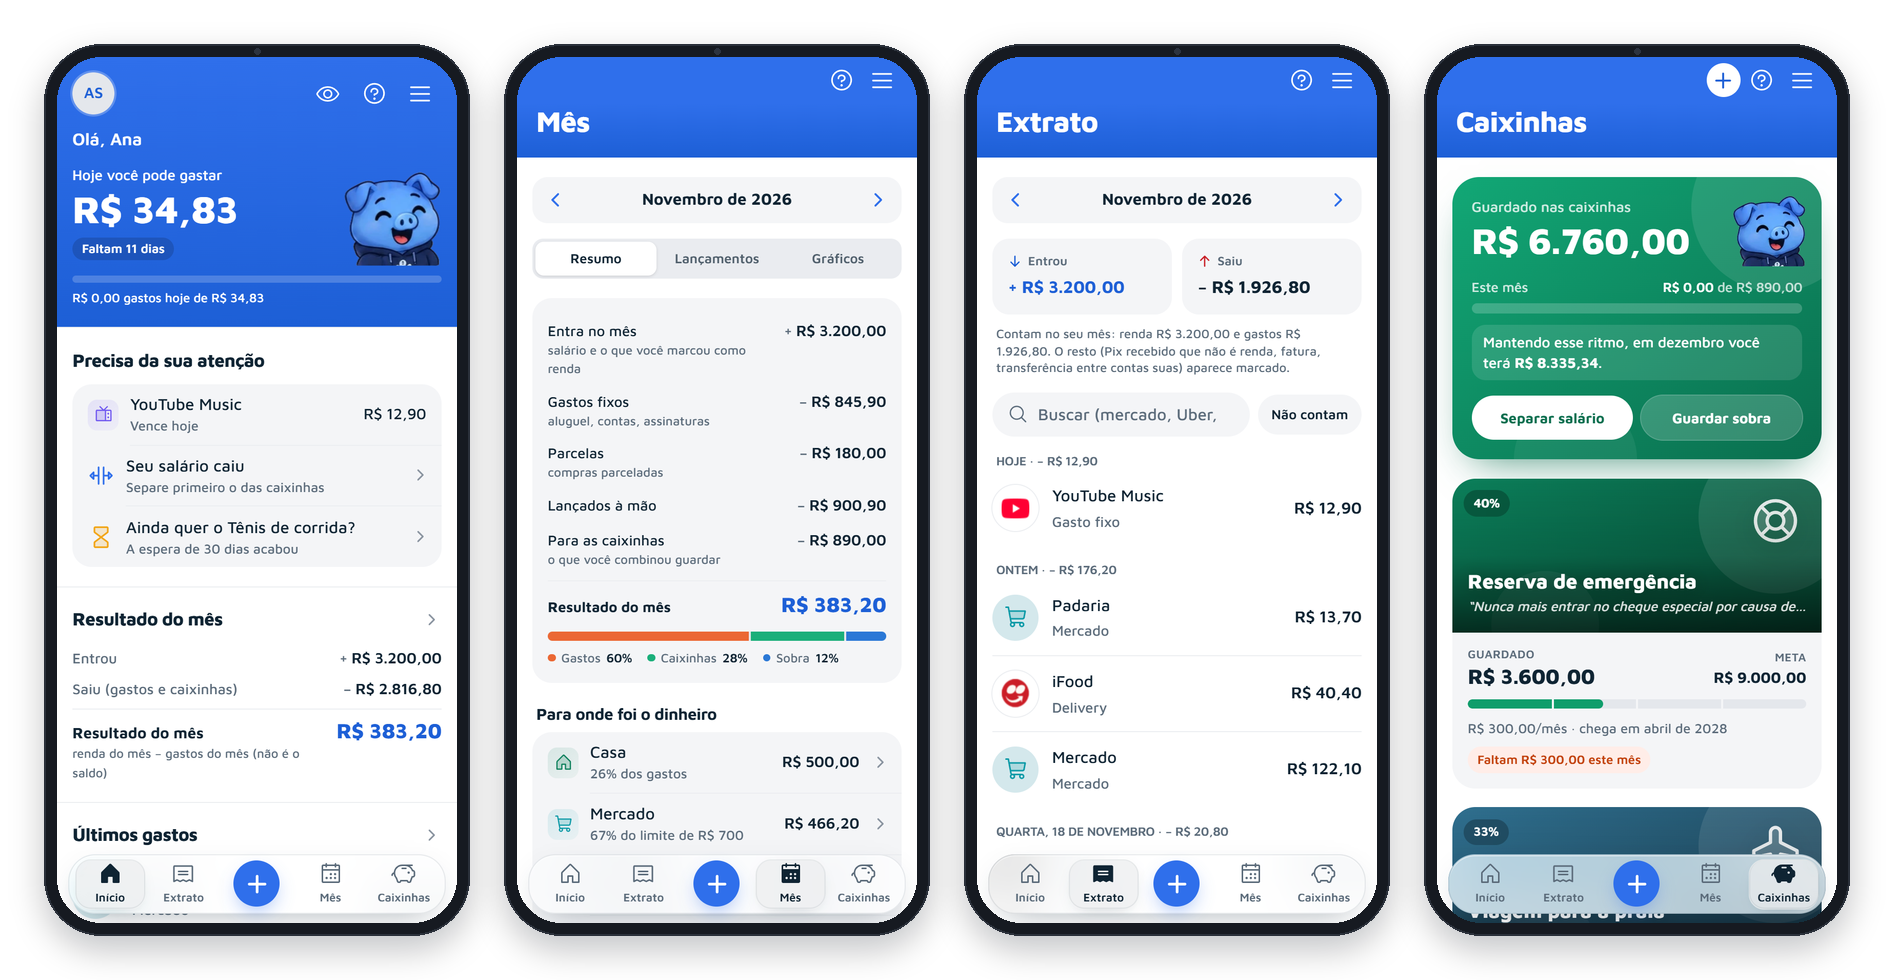 AS
Olá, Ana
Hoje você pode gastar
R$ 34,83
Faltam 11 dias
R$ 0,00 gastos hoje de R$ 34,83
Precisa da sua atenção
YouTube Music
R$ 12,90
Vence hoje
Seu salário caiu
Separe primeiro o das caixinhas
Ainda quer o Tênis de corrida?
A espera de 30 dias acabou
Resultado do mês
Entrou
+ R$ 3.200,00
Saiu (gastos e caixinhas)
– R$ 2.816,80
Resultado do mês
R$ 383,20
renda do mês – gastos do mês (não é o
saldo)
Últimos gastos
Início
Extrato
Mês
Caixinhas
Mercado
Mês
Novembro de 2026
Resumo
Lançamentos
Gráficos
Entra no mês
+ R$ 3.200,00
salário e o que você marcou como
renda
Gastos fixos
– R$ 845,90
aluguel, contas, assinaturas
Parcelas
– R$ 180,00
compras parceladas
Lançados à mão
– R$ 900,90
Para as caixinhas
– R$ 890,00
o que você combinou guardar
Resultado do mês
R$ 383,20
Gastos 60%
Caixinhas 28%
Sobra 12%
Para onde foi o dinheiro
Casa
R$ 500,00
26% dos gastos
Mercado
R$ 466,20
67% do limite de R$ 700
Início
Extrato
Mês
Caixinhas
Extrato
Novembro de 2026
Entrou
+ R$ 3.200,00
Saiu
– R$ 1.926,80
Contam no seu mês: renda R$ 3.200,00 e gastos R$
1.926,80. O resto (Pix recebido que não é renda, fatura,
transferência entre contas suas) aparece marcado.
Buscar (mercado, Uber,
Não contam
HOJE · – R$ 12,90
YouTube Music
R$ 12,90
Gasto fixo
ONTEM · – R$ 176,20
Padaria
R$ 13,70
Mercado
iFood
R$ 40,40
Delivery
Mercado
R$ 122,10
Mercado
QUARTA, 18 DE NOVEMBRO · – R$ 20,80
Início
Extrato
Mês
Caixinhas
Caixinhas
Guardado nas caixinhas
R$ 6.760,00
Este mês
R$ 0,00 de R$ 890,00
Mantendo esse ritmo, em dezembro você
terá R$ 8.335,34.
Separar salário
Guardar sobra
40%
Reserva de emergência
"Nunca mais entrar no cheque especial por causa de...
GUARDADO
META
R$ 3.600,00
R$ 9.000,00
R$ 300,00/mês · chega em abril de 2028
Faltam R$ 300,00 este mês
33%
Início
Extrato
Mês
Caixinhas
Viagem para a praia